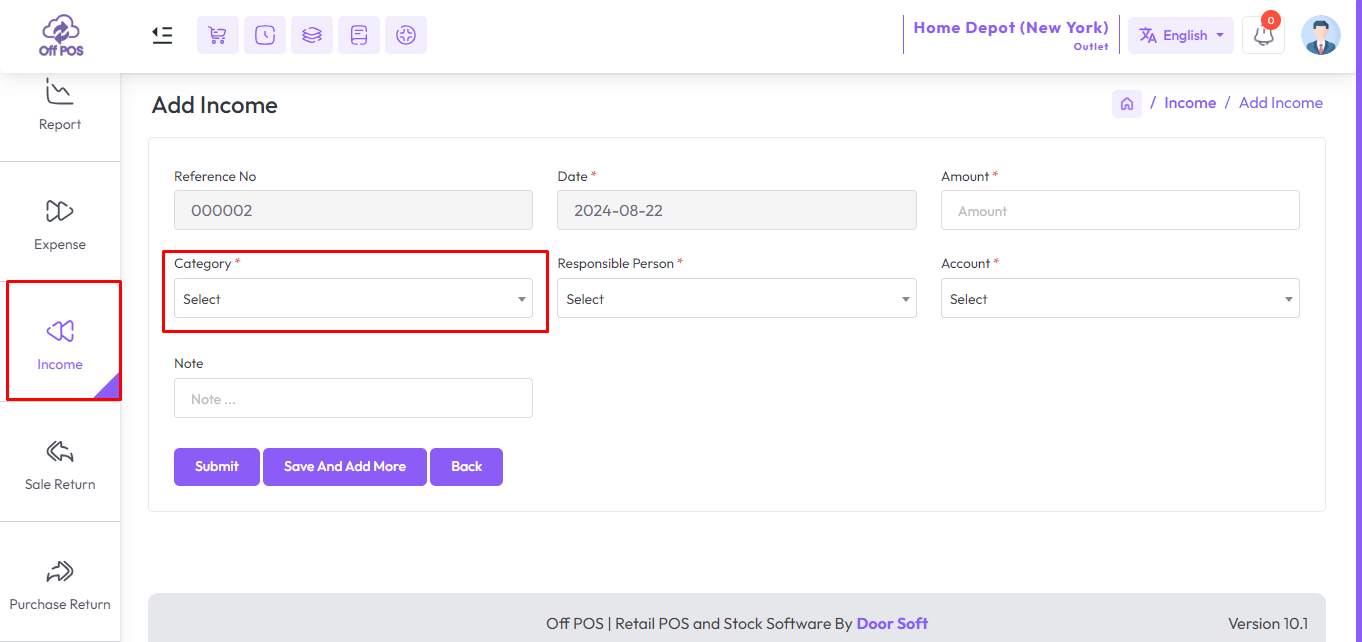 Off POS
Home Depot (New York)
Outlet
English
0
Report
Expense
Income
Sale Return
Purchase Return
Add Income
/ Income / Add Income
Reference No
000002
Date *
2024-08-22
Amount *
Amount
Category *
Select
Responsible Person *
Select
Account *
Select
Note
Note ...
Submit
Save And Add More
Back
Off POS | Retail POS and Stock Software By Door Soft
Version 10.1